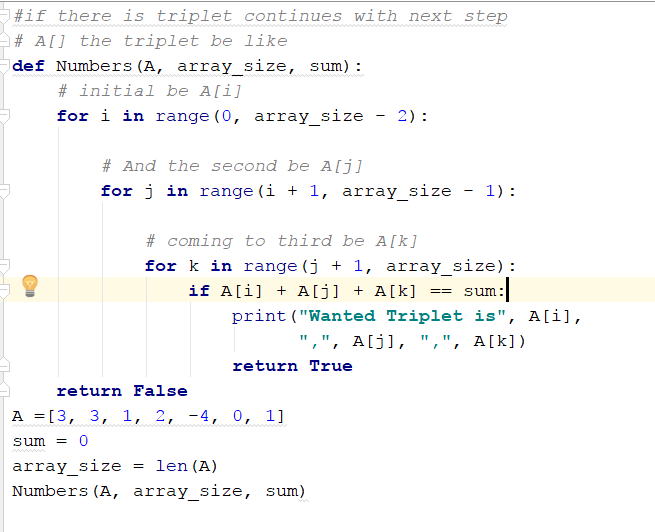 #if there is triplet continues with next step
# A[] the triplet be like
def Numbers(A, array_size, sum):
    # initial be A[i]
    for i in range(0, array_size - 2):
        # And the second be A[j]
        for j in range(i + 1, array_size - 1):
            # coming to third be A[k]
            for k in range(j + 1, array_size):
                if A[i] + A[j] + A[k] == sum:
                    print("Wanted Triplet is", A[i],
                          ",", A[j], ",", A[k])
                    return True
    return False
A =[3, 3, 1, 2, -4, 0, 1]
sum = 0
array_size = len(A)
Numbers(A, array_size, sum)